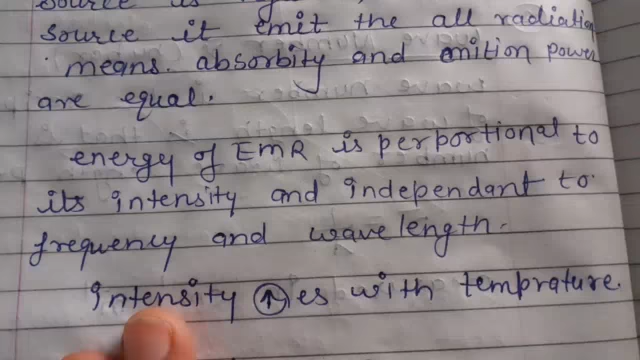 source it emit the all radiation
means. absorbity and emition power
are equal.
energy of EMR is perportional to
its intensity and independant to
frequency and wavelength.
intensity ↑es with temprature